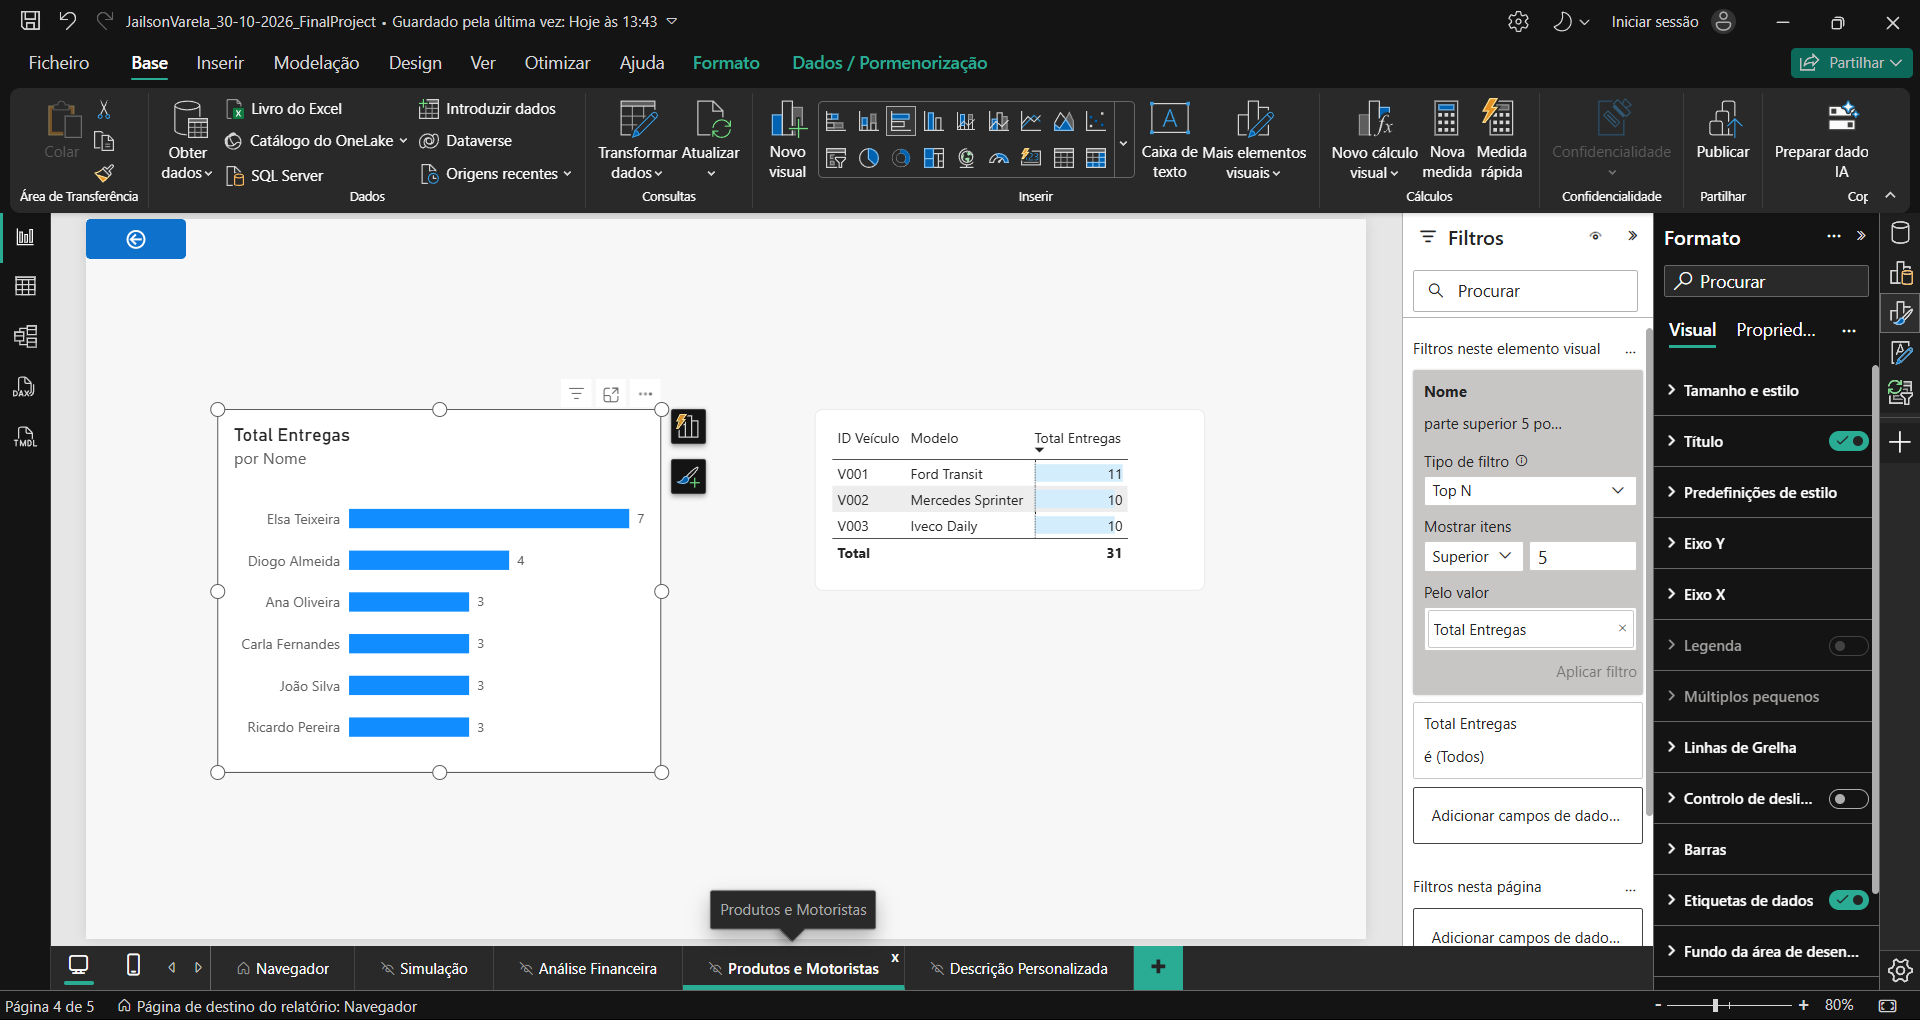 JailsonVarela_30-10-2026_FinalProject • Guardado pela última vez: Hoje às 13:43
Iniciar sessão
Ficheiro Base Inserir Modelação Design Ver Otimizar Ajuda Formato Dados / Pormenorização
Partilhar
Colar
Área de Transferência
Obter dados
Livro do Excel
Catálogo do OneLake
SQL Server
Introduzir dados
Dataverse
Origens recentes
Dados
Transformar dados
Atualizar
Consultas
Novo visual
Caixa de texto
Mais elementos visuais
Inserir
Novo cálculo visual
Nova medida
Medida rápida
Cálculos
Confidencialidade
Confidencialidade
Publicar
Partilhar
Preparar dado IA
Cop
DAX
TMDL
Total Entregas
por Nome
Elsa Teixeira 7
Diogo Almeida 4
Ana Oliveira 3
Carla Fernandes 3
João Silva 3
Ricardo Pereira 3
ID Veículo Modelo Total Entregas
V001 Ford Transit 11
V002 Mercedes Sprinter 10
V003 Iveco Daily 10
Total 31
Filtros
Procurar
Filtros neste elemento visual ...
Nome
parte superior 5 po...
Tipo de filtro
Top N
Mostrar itens
Superior 5
Pelo valor
Total Entregas
Aplicar filtro
Total Entregas
é (Todos)
Adicionar campos de dado...
Filtros nesta página ...
Adicionar campos de dado...
Formato
Procurar
Visual Propried... ...
Tamanho e estilo
Título
Predefinições de estilo
Eixo Y
Eixo X
Legenda
Múltiplos pequenos
Linhas de Grelha
Controlo de desli...
Barras
Etiquetas de dados
Fundo da área de desen...
Produtos e Motoristas
Navegador Simulação Análise Financeira Produtos e Motoristas x Descrição Personalizada +
Página 4 de 5 Página de destino do relatório: Navegador
- + 80%